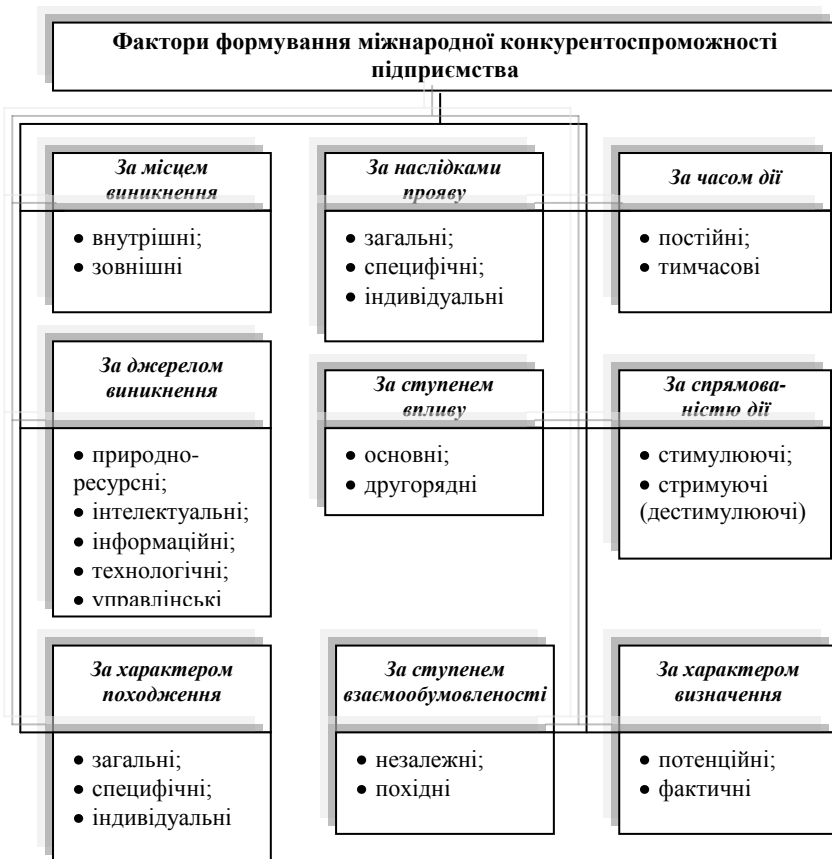 Фактори формування міжнародної конкурентоспроможності
підприємства
За місцем
виникнення
• внутрішні;
• зовнішні
За наслідками
прояву
• загальні;
• специфічні;
• індивідуальні
За часом дії
• постійні;
• тимчасові
За джерелом
виникнення
• природно-
ресурсні;
• інтелектуальні;
• інформаційні;
• технологічні;
• управлінські
За ступенем
впливу
• основні;
• другорядні
За спрямова-
ністю дії
• стимулюючі;
• стримуючі
(дестимулюючі)
За характером
походження
• загальні;
• специфічні;
• індивідуальні
За ступенем
взаємообумовленості
• незалежні;
• похідні
За характером
визначення
• потенційні;
• фактичні